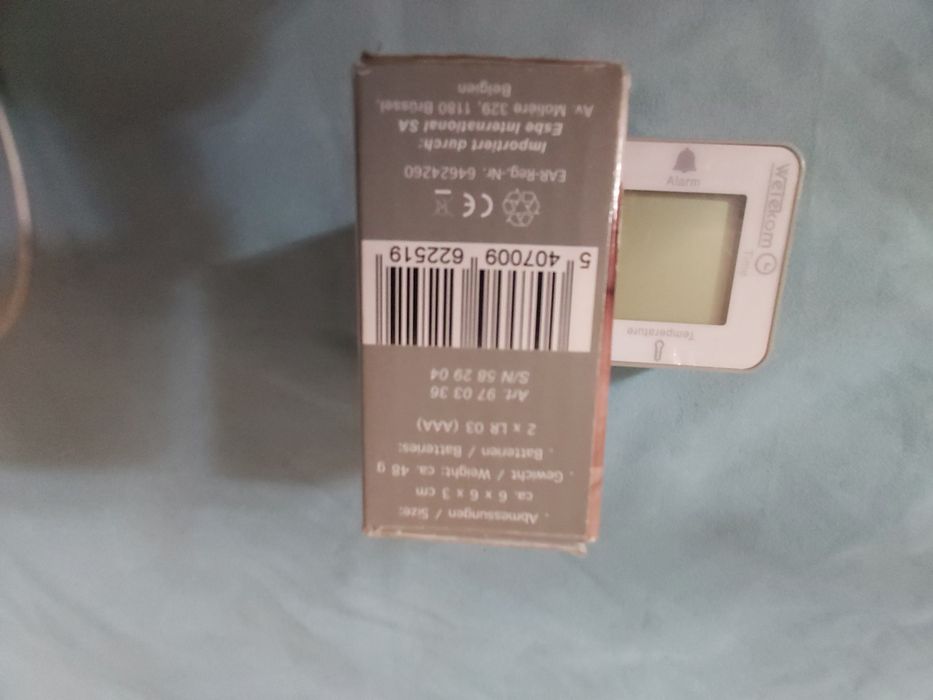 . Abmessungen / Size:
ca. 6 x 6 x 3 cm
. Gewicht / Weight: ca. 48 g
. Batterien / Batteries:
2 x LR 03 (AAA)
Art. 97 03 36
S/N 58 29 04
5 407009 622519
CE
EAR-Reg.-Nr. 64624260
Importiert durch:
Esbe International SA
Av. Molière 329, 1180 Brüssel,
Belgien
Alarm
Time
Temperature